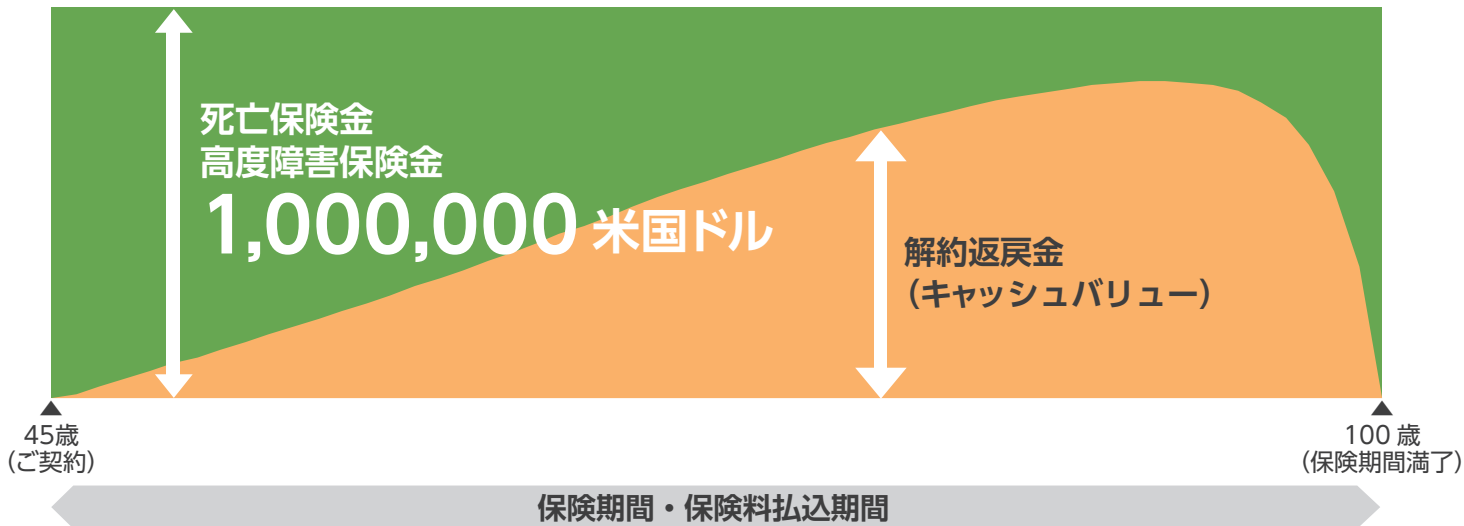 死亡保険金
高度障害保険金
1,000,000 米国ドル
解約返戻金
(キャッシュバリュー)
45歳
(ご契約)
100 歳
(保険期間満了)
保険期間・保険料払込期間